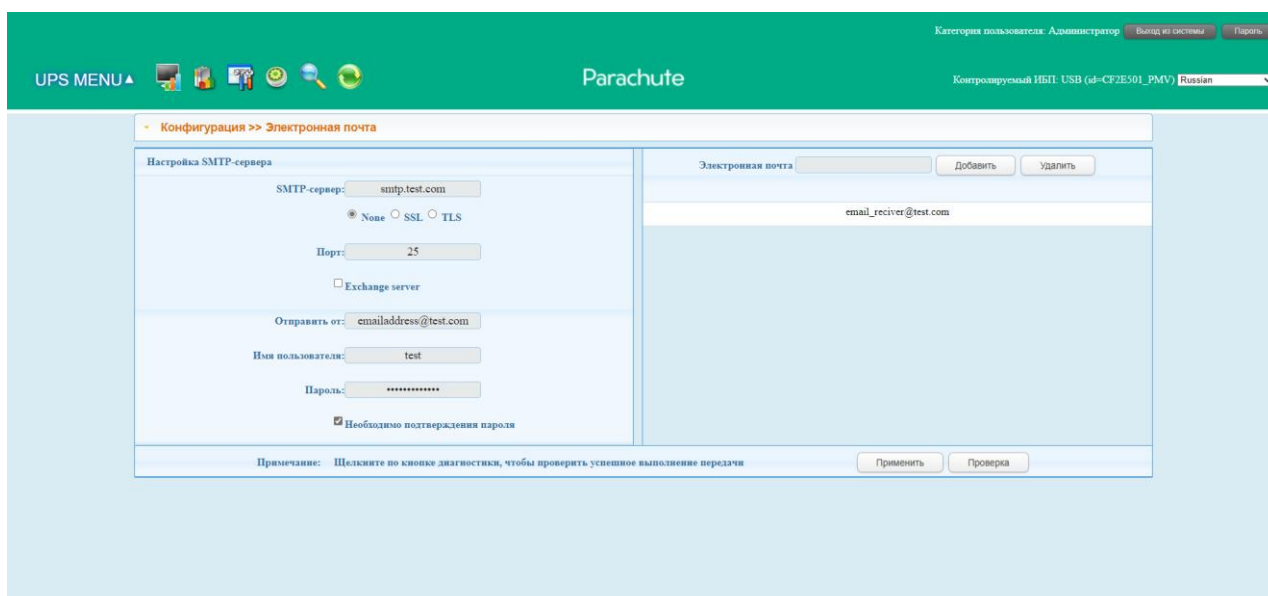 Категория пользователя: Администратор Выход из системы Пароль
UPS MENU▲ Parachute Контролируемый ИБП: USB (id=CF2E501_PMV) Russian
Конфигурация >> Электронная почта
Настройка SMTP-сервера
SMTP-сервер: smtp.test.com
None SSL TLS
Порт: 25
Exchange server
Отправить от: emailaddress@test.com
Имя пользователя: test
Пароль: •••••••••••••
Необходимо подтверждения пароля
Электронная почта Добавить Удалить
email_reciver@test.com
Примечание: Щелкните по кнопке диагностики, чтобы проверить успешное выполнение передачи Применить Проверка